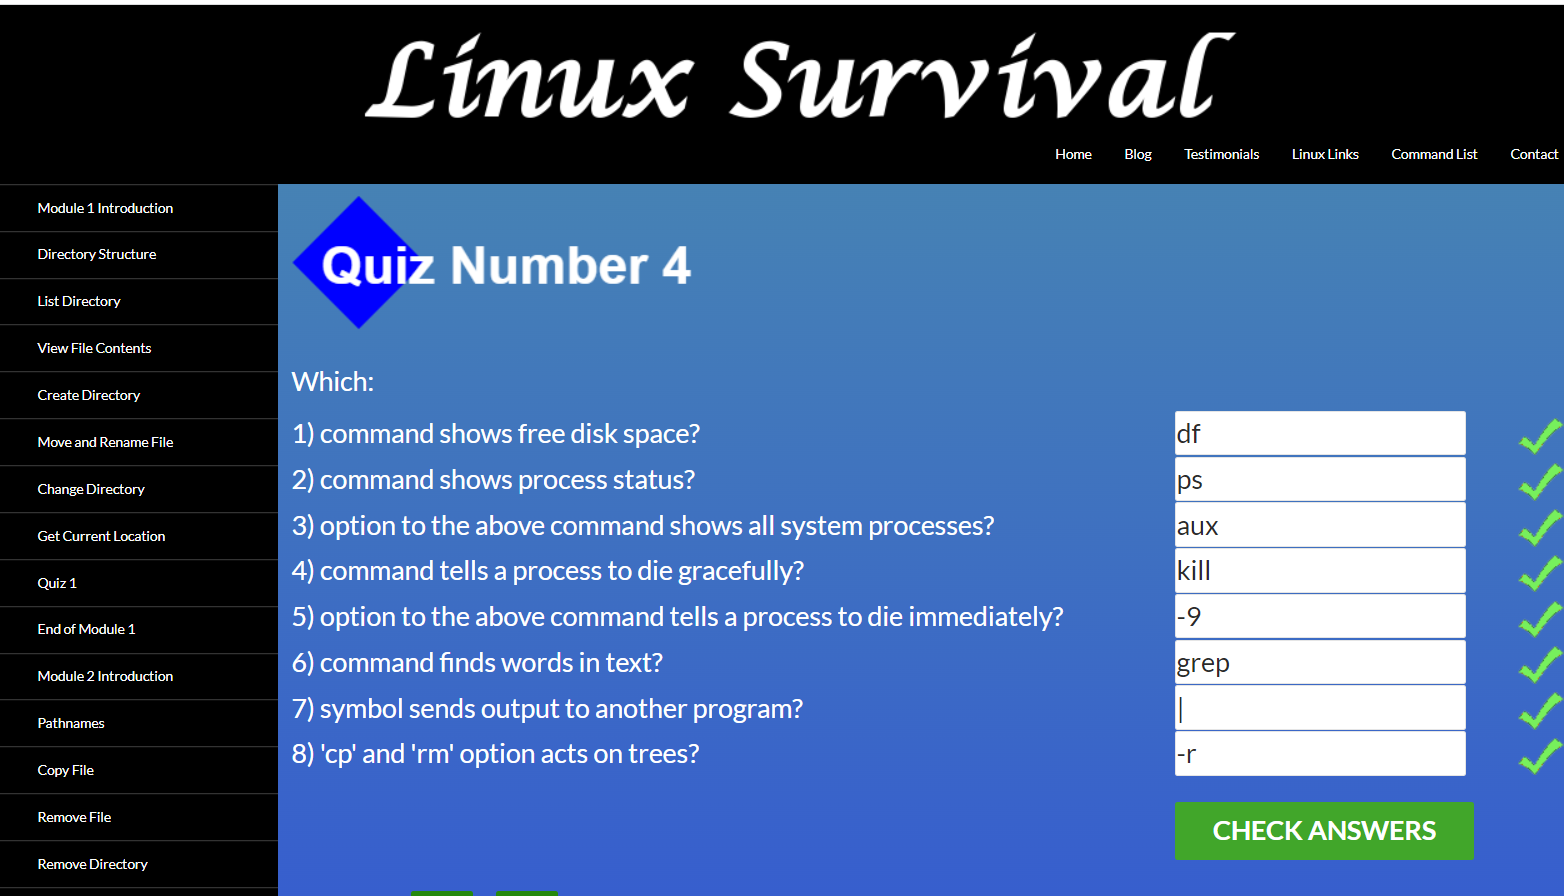 Linux Survival
Home Blog Testimonials Linux Links Command List Contact
Module 1 Introduction
Directory Structure
List Directory
View File Contents
Create Directory
Move and Rename File
Change Directory
Get Current Location
Quiz 1
End of Module 1
Module 2 Introduction
Pathnames
Copy File
Remove File
Remove Directory
Quiz Number 4
Which:
1) command shows free disk space? df
2) command shows process status? ps
3) option to the above command shows all system processes? aux
4) command tells a process to die gracefully? kill
5) option to the above command tells a process to die immediately? -9
6) command finds words in text? grep
7) symbol sends output to another program? |
8) 'cp' and 'rm' option acts on trees? -r
CHECK ANSWERS